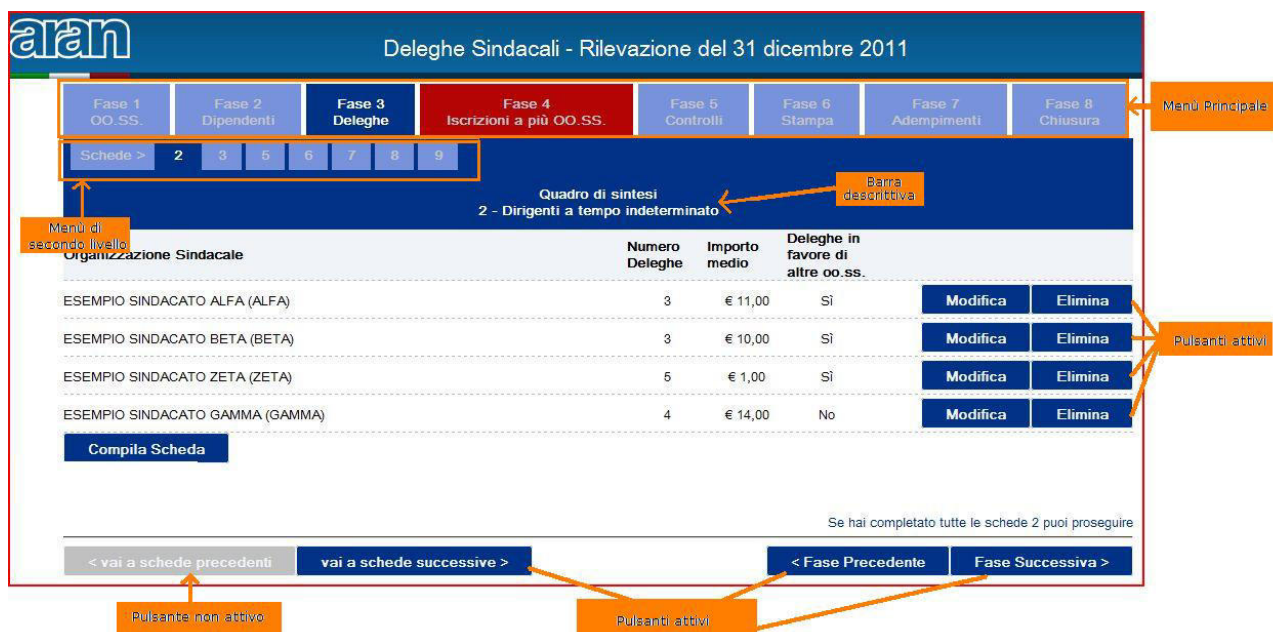 aran
Deleghe Sindacali - Rilevazione del 31 dicembre 2011
Fase 1 OO.SS.
Fase 2 Dipendenti
Fase 3 Deleghe
Fase 4 Iscrizioni a più OO.SS.
Fase 5 Controlli
Fase 6 Stampa
Fase 7 Adempimenti
Fase 8 Chiusura
Menù Principale
Schede > 2 3 5 6 7 8 9
Quadro di sintesi
2 - Dirigenti a tempo indeterminato
Barra
descrittiva
Menù di
secondo livello
Organizzazione Sindacale
Numero Deleghe
Importo medio
Deleghe in favore di altre oo.ss.
ESEMPIO SINDACATO ALFA (ALFA) 3 € 11,00 Sì Modifica Elimina
ESEMPIO SINDACATO BETA (BETA) 3 € 10,00 Sì Modifica Elimina
Pulsanti attivi
ESEMPIO SINDACATO ZETA (ZETA) 5 € 1,00 Sì Modifica Elimina
ESEMPIO SINDACATO GAMMA (GAMMA) 4 € 14,00 No Modifica Elimina
Compila Scheda
Se hai completato tutte le schede 2 puoi proseguire
< vai a schede precedenti vai a schede successive > < Fase Precedente Fase Successiva >
Pulsante non attivo
Pulsanti attivi